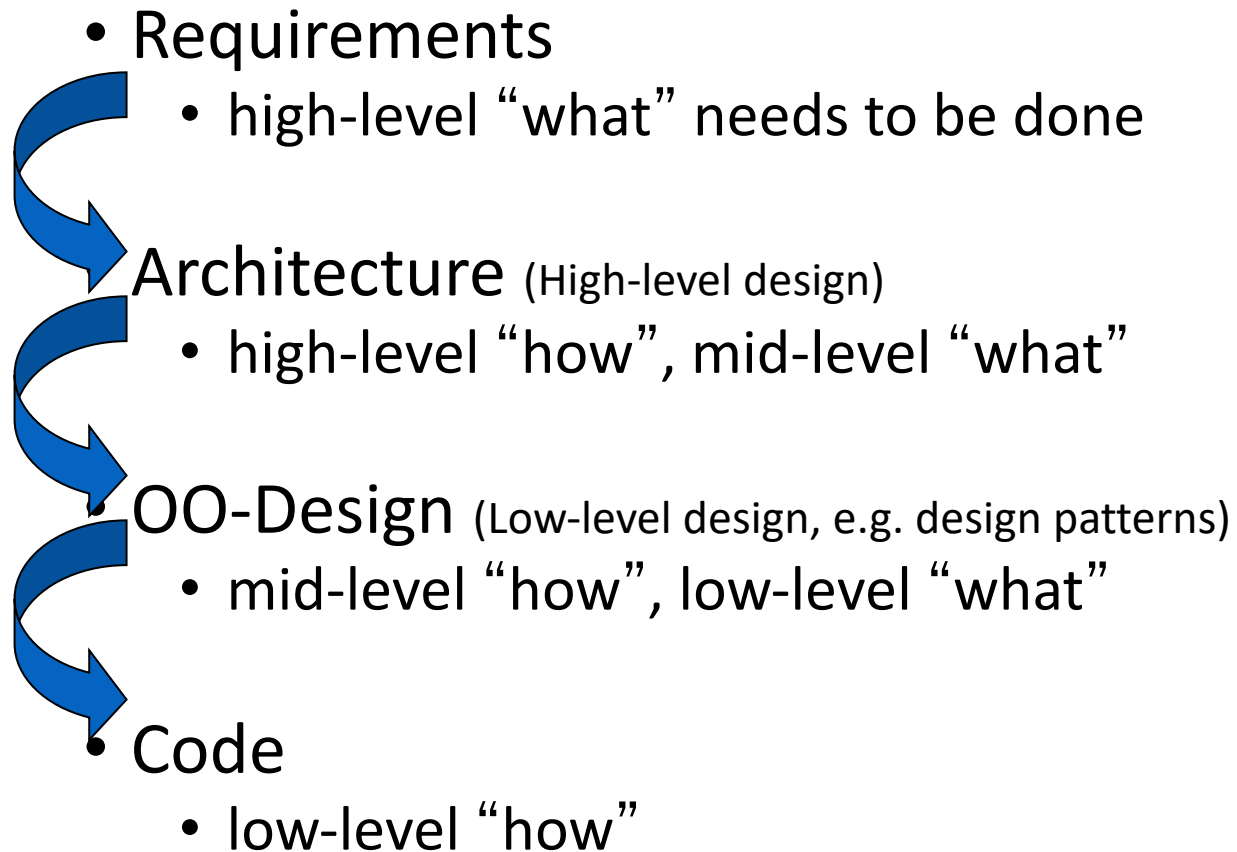 • Requirements
• high-level “what” needs to be done
Architecture (High-level design)
• high-level “how”, mid-level “what”
• OO-Design (Low-level design, e.g. design patterns)
• mid-level “how”, low-level “what”
• Code
• low-level “how”